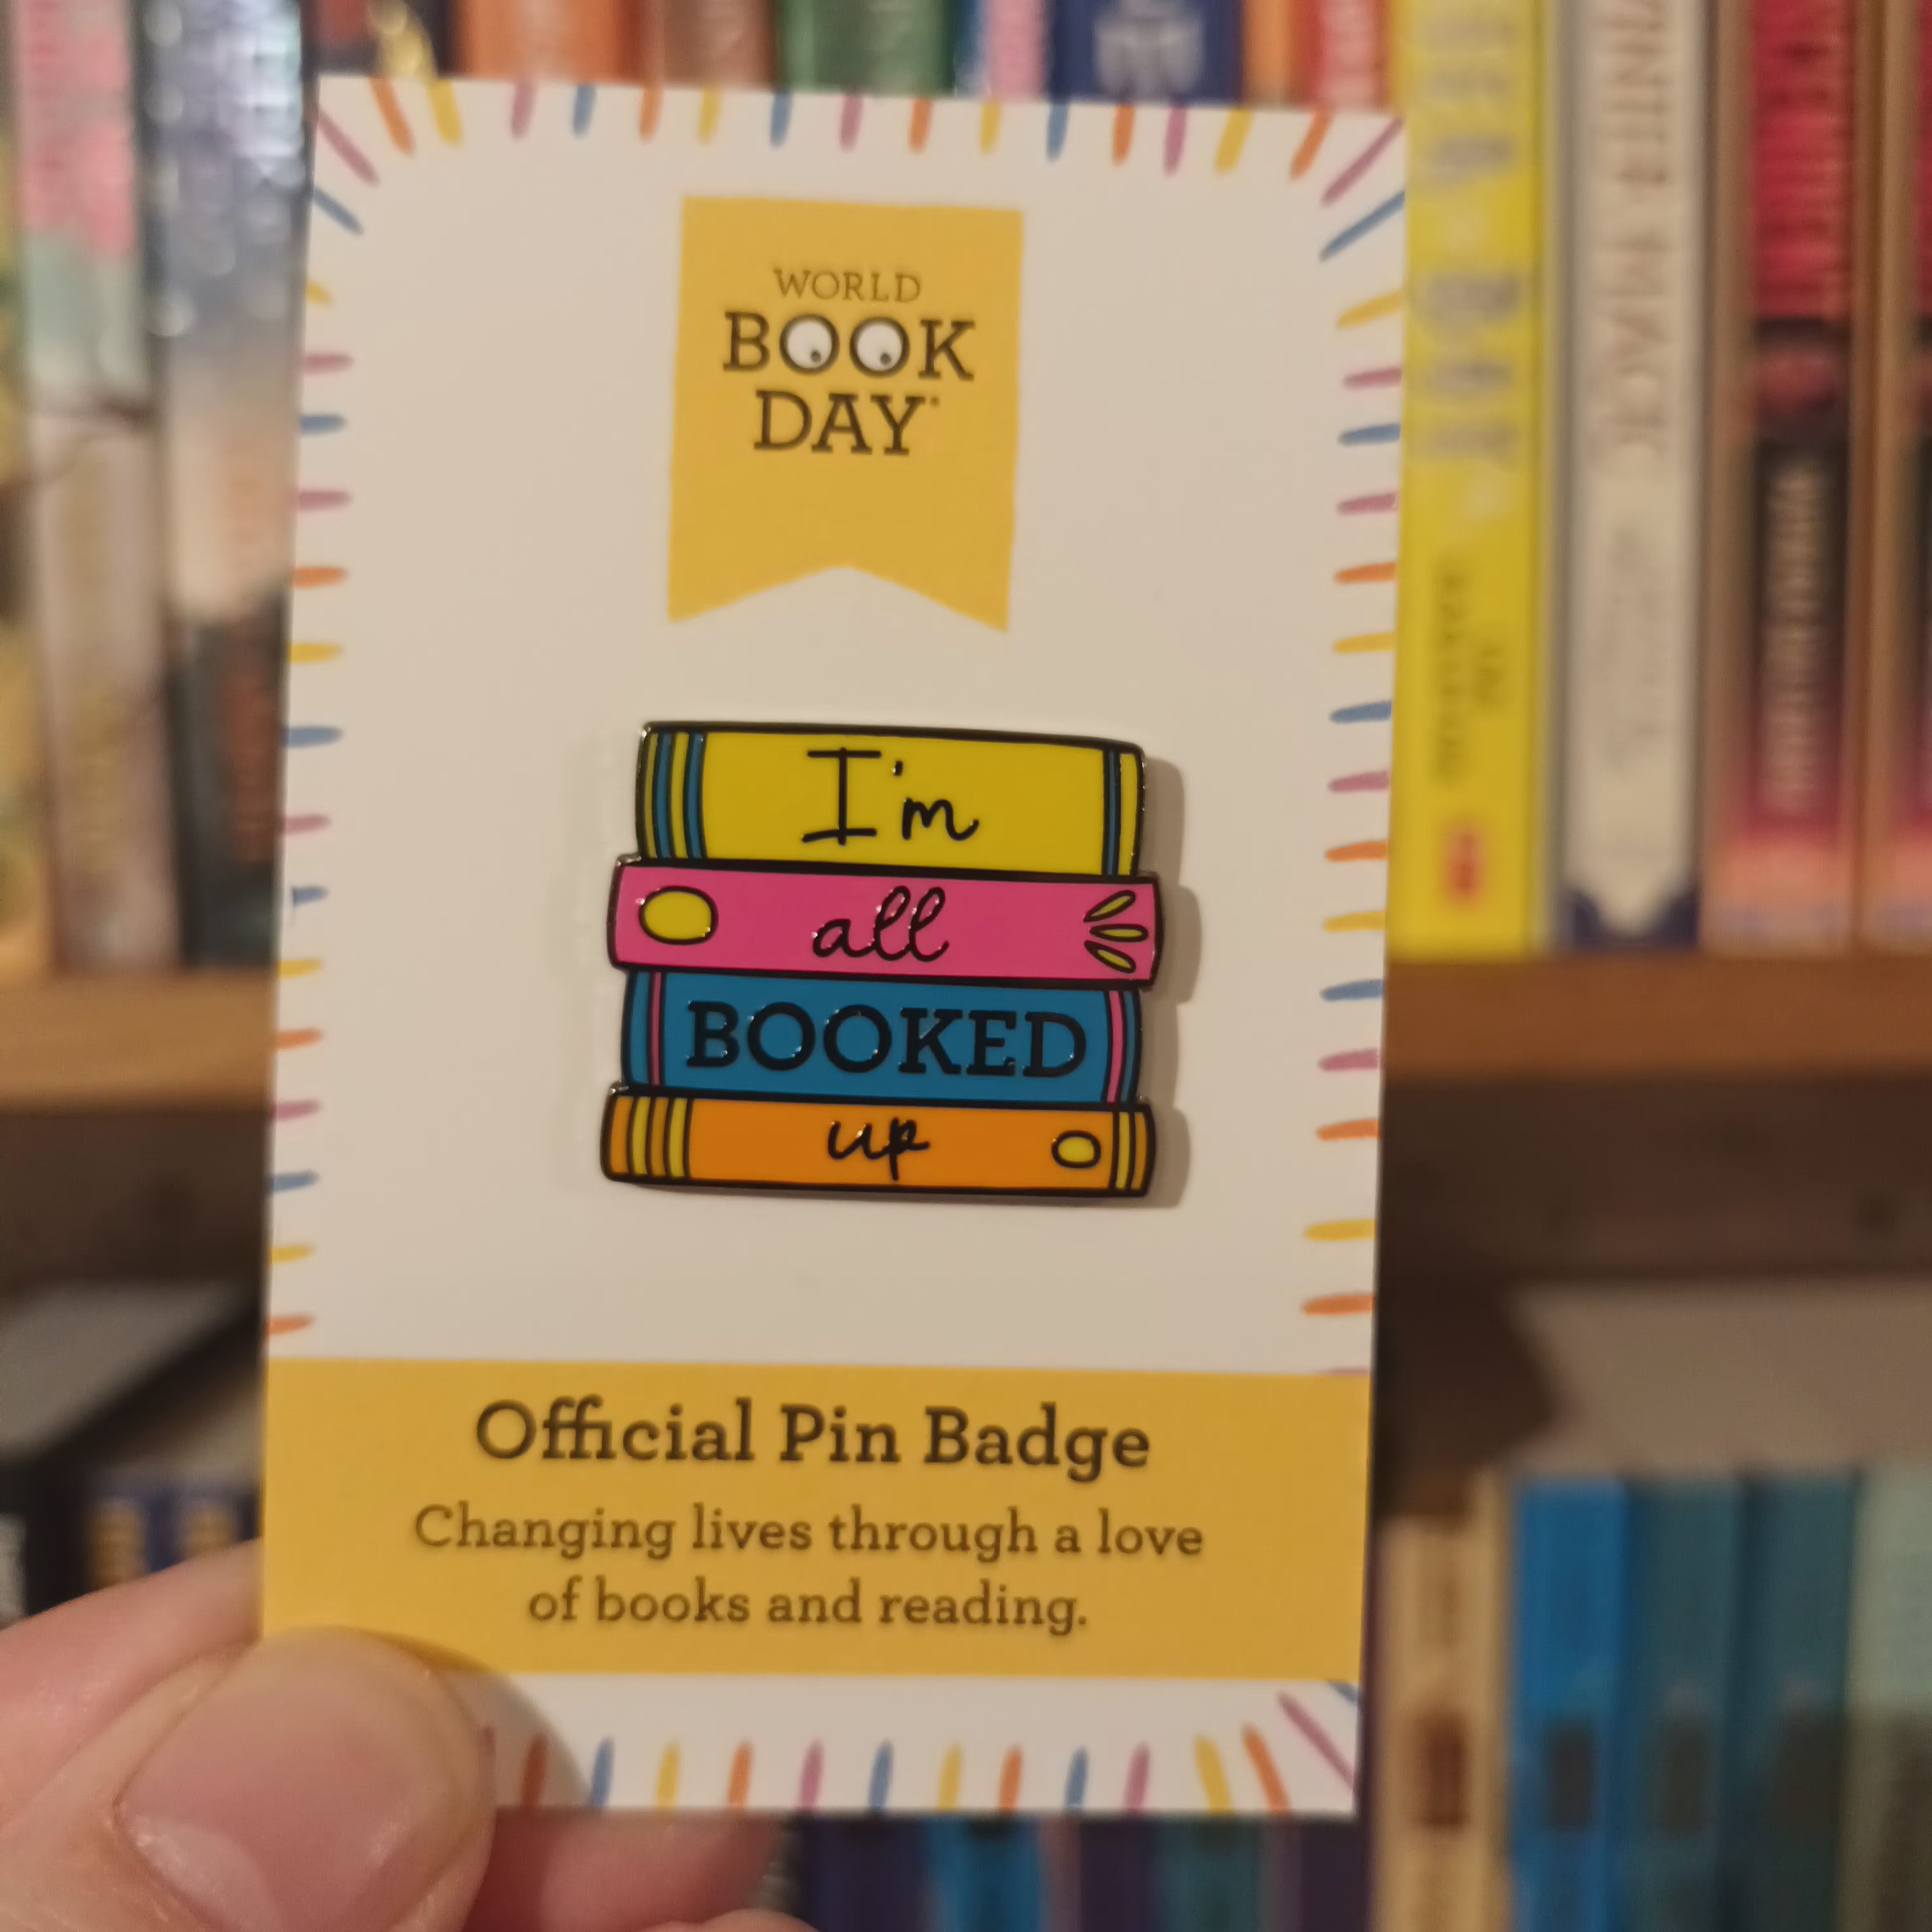 WORLD
BOOK
DAY
I'm
all
BOOKED
up
Official Pin Badge
Changing lives through a love
of books and reading.